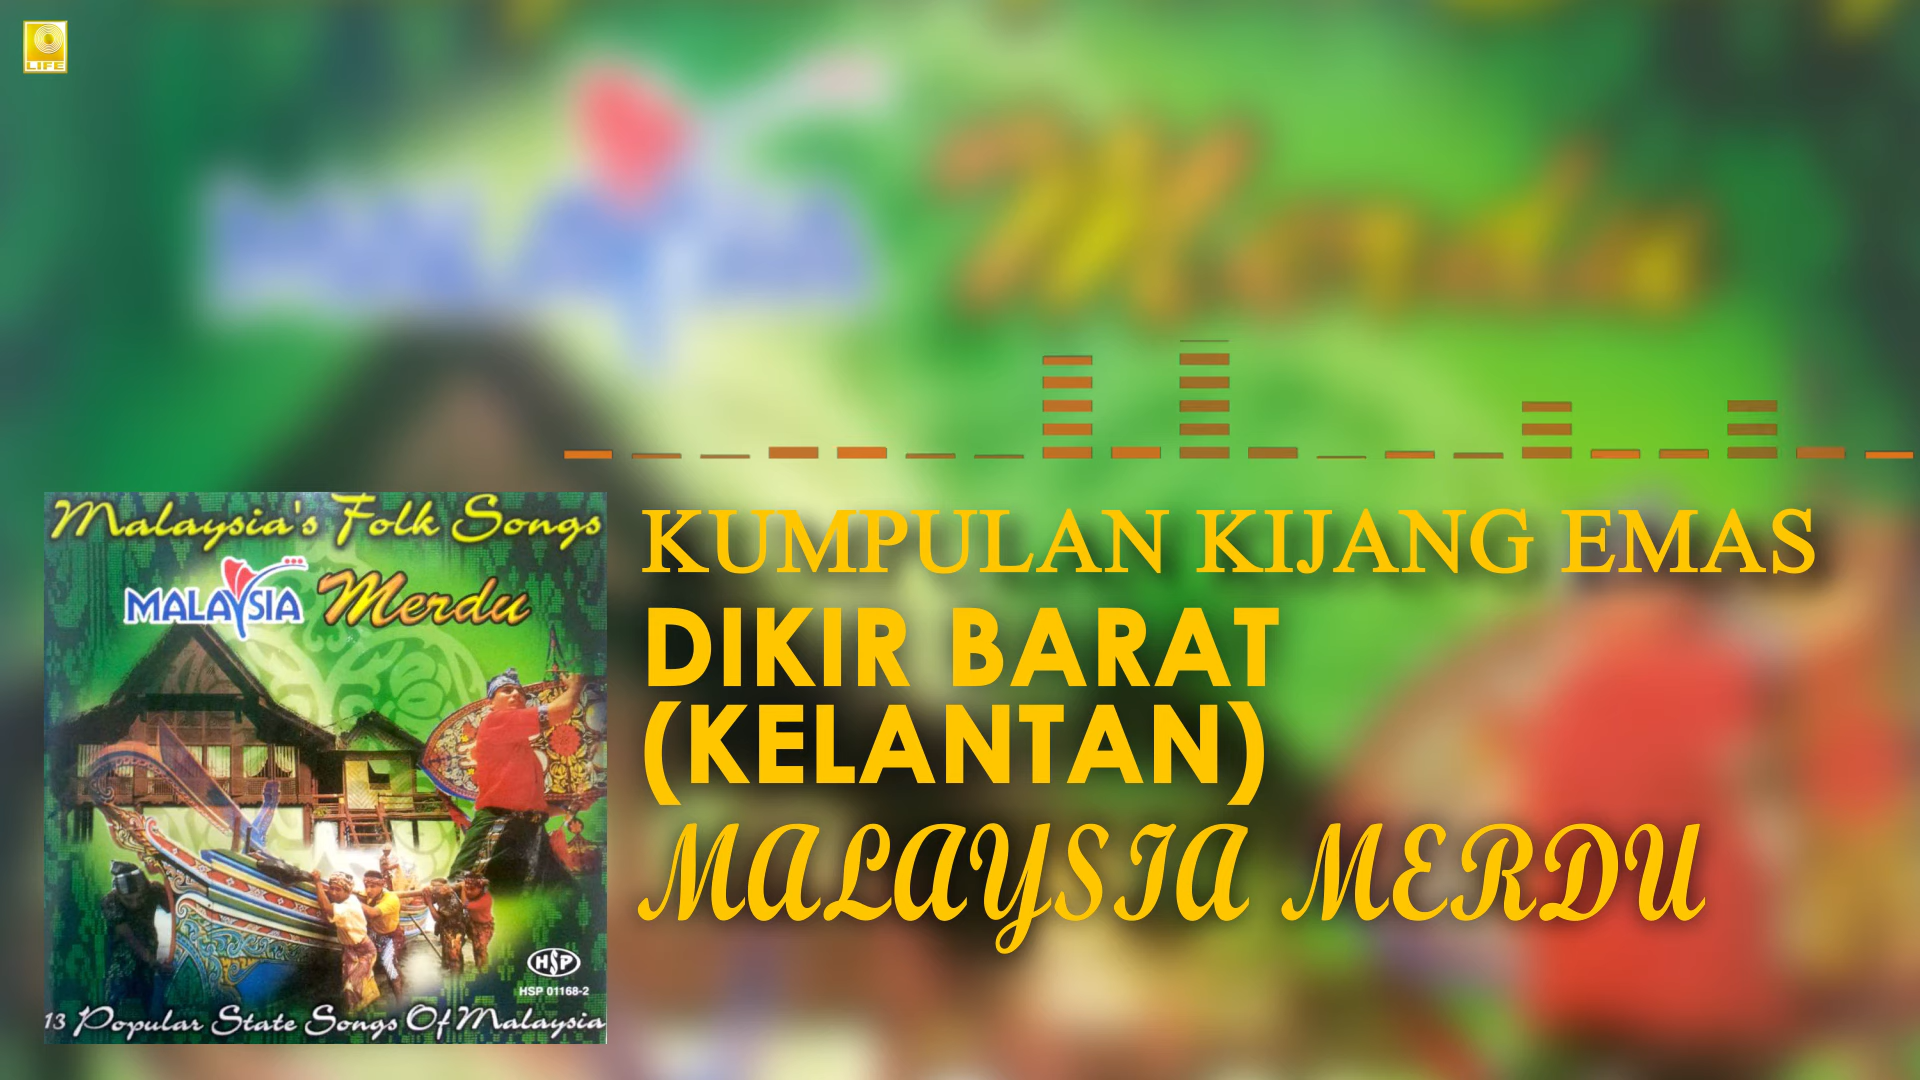 LIFE
Malaysia's Folk Songs
MALAYSIA Merdu
HSP
HSP 01168-2
13 Popular State Songs Of Malaysia
KUMPULAN KIJANG EMAS
DIKIR BARAT
(KELANTAN)
MALAYSIA MERDU